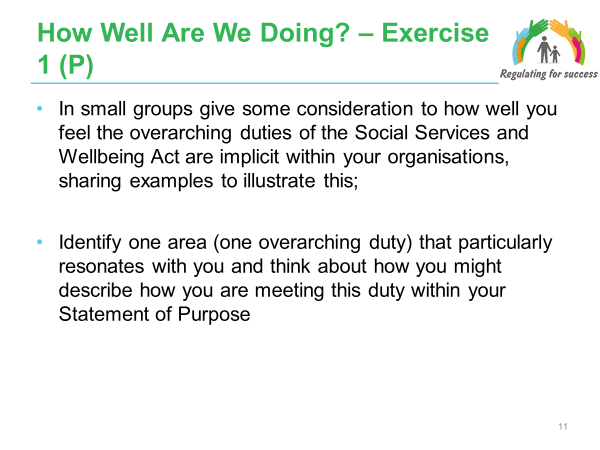 How Well Are We Doing? – Exercise
1 (P)
Regulating for success
• In small groups give some consideration to how well you
feel the overarching duties of the Social Services and
Wellbeing Act are implicit within your organisations,
sharing examples to illustrate this;
• Identify one area (one overarching duty) that particularly
resonates with you and think about how you might
describe how you are meeting this duty within your
Statement of Purpose
11